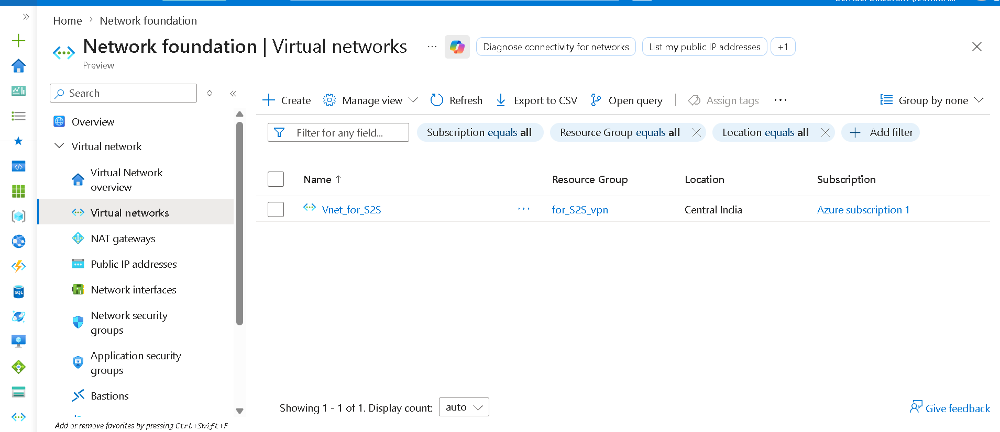 Home > Network foundation
Network foundation | Virtual networks
Preview
Diagnose connectivity for networks
List my public IP addresses
+1
Search
Overview
Virtual network
Virtual Network
overview
Virtual networks
NAT gateways
Public IP addresses
Network interfaces
Network security
groups
Application security
groups
Bastions
Add or remove favorites by pressing Ctrl+Shift+F
Create
Manage view
Refresh
Export to CSV
Open query
Assign tags
Group by none
Filter for any field...
Subscription equals all
Resource Group equals all
Location equals all
Add filter
Name ↑ Resource Group Location Subscription
Vnet_for_S2S for_S2S_vpn Central India Azure subscription 1
Showing 1 - 1 of 1. Display count: auto
Give feedback
SQL